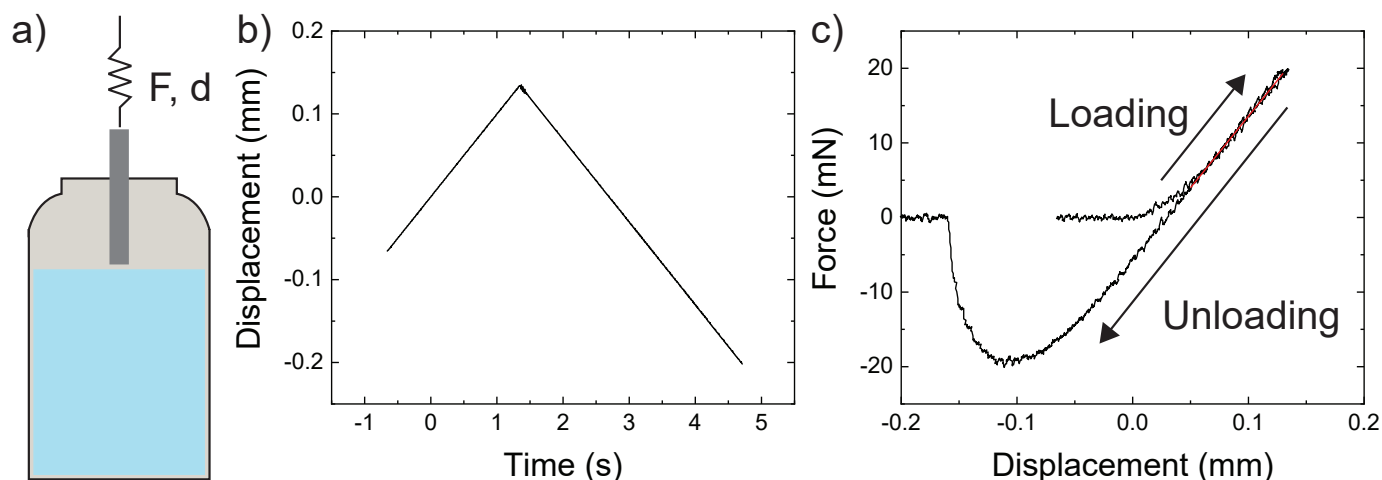 a)
F, d
b)
Displacement (mm)
0.2
0.1
0.0
-0.1
-0.2
-1 0 1 2 3 4 5
Time (s)
c)
Force (mN)
20
10
0
-10
-20
Loading
Unloading
-0.2 -0.1 0.0 0.1 0.2
Displacement (mm)